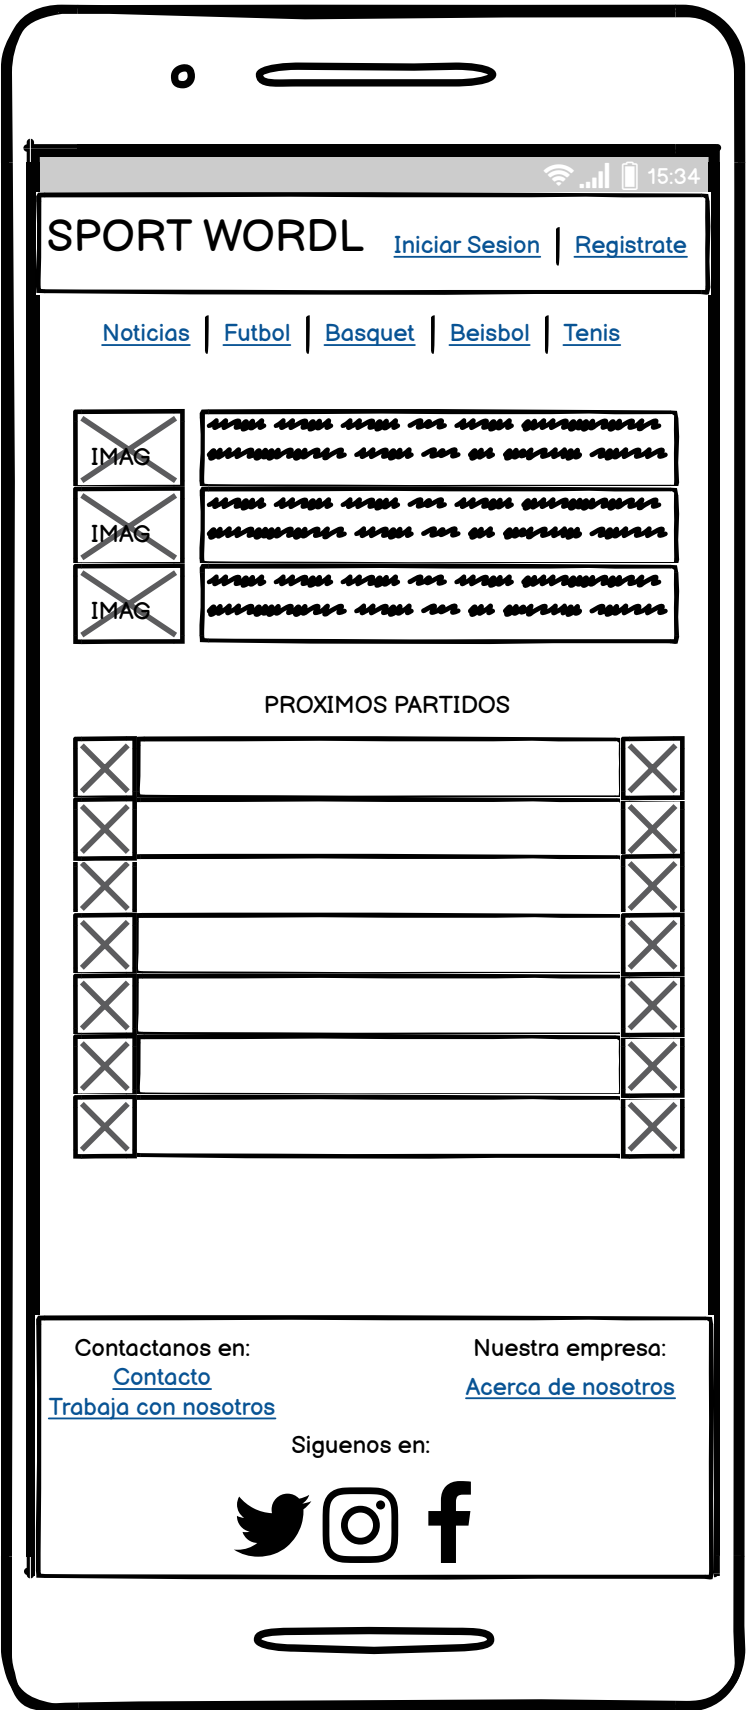 15:34
SPORT WORDL
Iniciar Sesion | Registrate
Noticias | Futbol | Basquet | Beisbol | Tenis
IMAG
IMAG
IMAG
PROXIMOS PARTIDOS
Contactanos en:
Contacto
Trabaja con nosotros
Nuestra empresa:
Acerca de nosotros
Siguenos en: